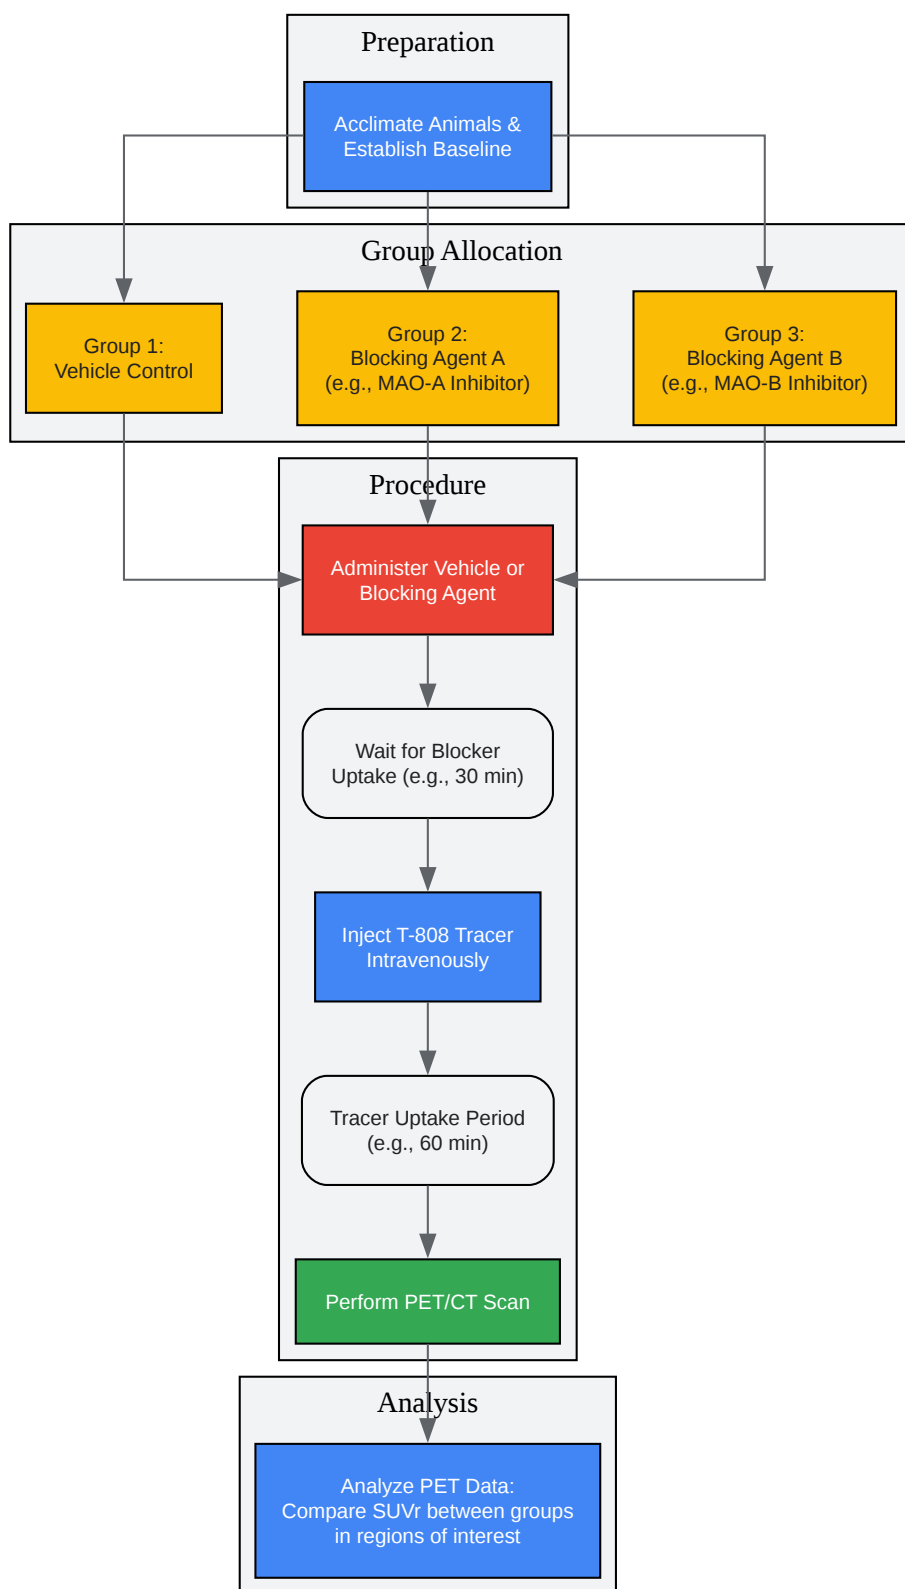 Preparation
Acclimate Animals &
Establish Baseline
Group Allocation
Group 1:
Vehicle Control
Group 2:
Blocking Agent A
(e.g., MAO-A Inhibitor)
Group 3:
Blocking Agent B
(e.g., MAO-B Inhibitor)
Procedure
Administer Vehicle or
Blocking Agent
Wait for Blocker
Uptake (e.g., 30 min)
Inject T-808 Tracer
Intravenously
Tracer Uptake Period
(e.g., 60 min)
Perform PET/CT Scan
Analysis
Analyze PET Data:
Compare SUVr between groups
in regions of interest